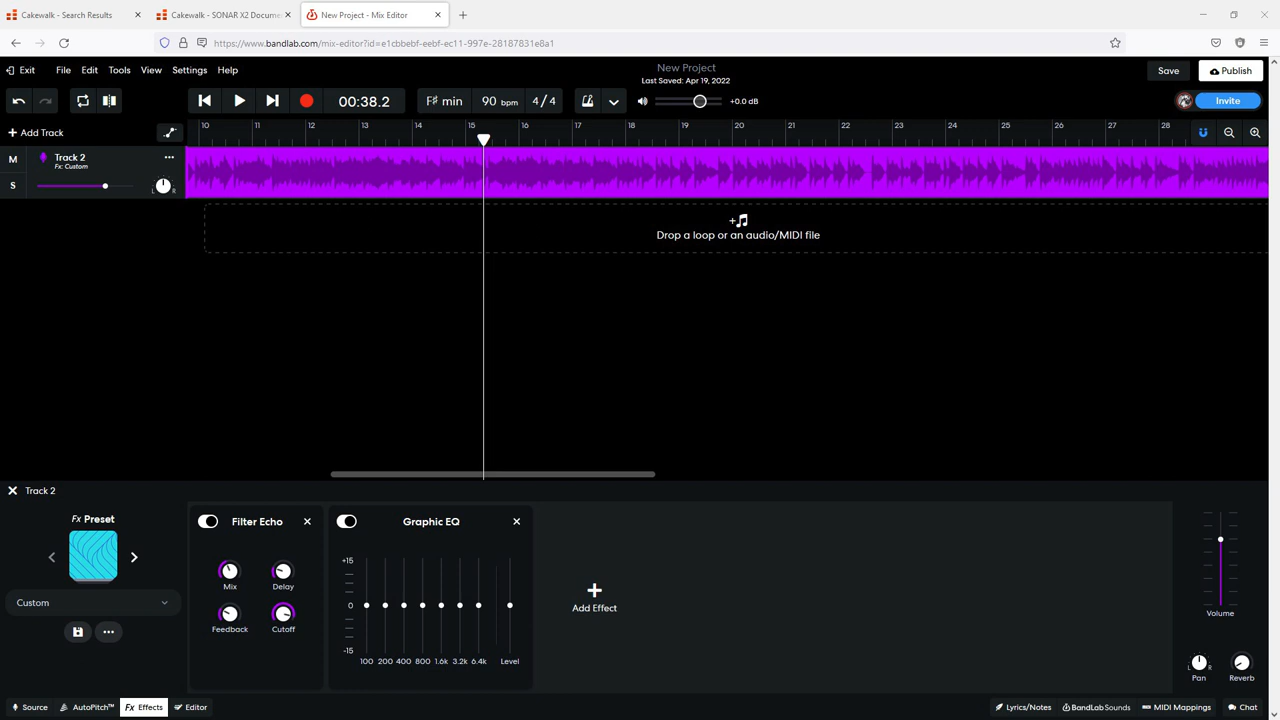 Cakewalk - Search Results
Cakewalk - SONAR X2 Docume
New Project - Mix Editor
https://www.bandlab.com/mix-editor?id=e1cbbebf-eebf-ec11-997e-28187831e8a1
Exit File Edit Tools View Settings Help
New Project
Last Saved: Apr 19, 2022
Save Publish
00:38.2 F♯ min 90 bpm 4/4 +0.0 dB Invite
Add Track
10 11 12 13 14 15 16 17 18 19 20 21 22 23 24 25 26 27 28
M Track 2
Fx: Custom
S L R
Drop a loop or an audio/MIDI file
Track 2
Fx Preset
Custom
Filter Echo
Mix Delay
Feedback Cutoff
Graphic EQ
+15
0
-15
100 200 400 800 1.6k 3.2k 6.4k Level
Add Effect
Volume
L R
Pan Reverb
Source AutoPitch™ Fx Effects Editor
Lyrics/Notes BandLab Sounds MIDI Mappings Chat